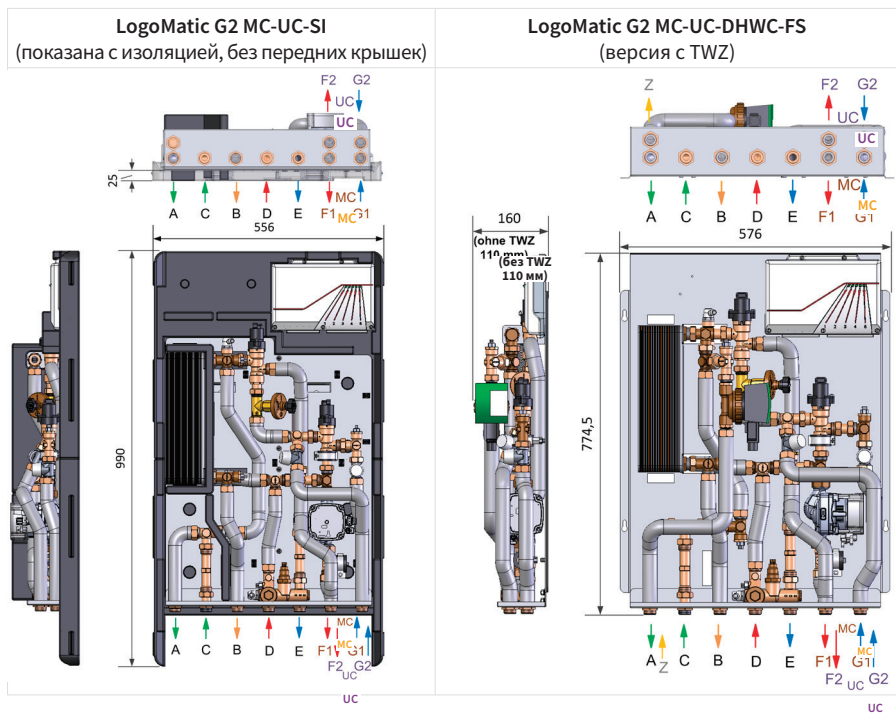 LogoMatic G2 MC-UC-SI
(показана с изоляцией, без передних крышек)
F2 G2
UC
UC
25
A C B D E F1 G1
MC
MC
556
990
A C B D E F1 G1
MC
MC
F2 G2
UC
UC
LogoMatic G2 MC-UC-DHWC-FS
(версия с TWZ)
Z F2 G2
UC
UC
A C B D E F1 G1
MC
MC
160
(ohne TWZ
110 mm)
(без TWZ
110 мм)
576
774,5
A C B D E F1 G1
MC
MC
Z F2 G2
UC
UC